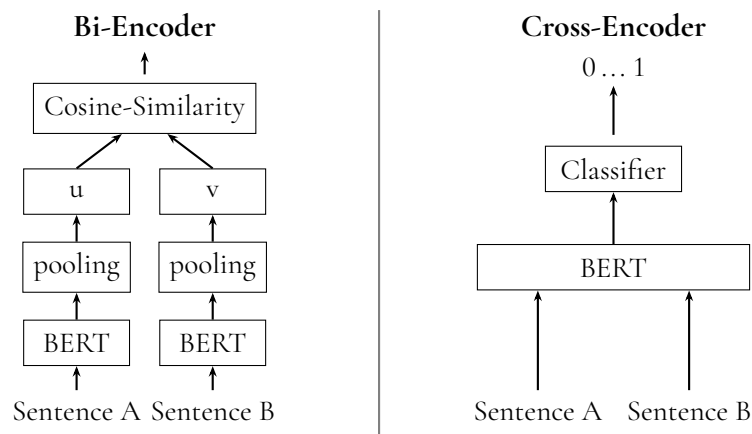 Bi-Encoder
Cosine-Similarity
u v
pooling pooling
BERT BERT
Sentence A Sentence B
Cross-Encoder
0 ... 1
Classifier
BERT
Sentence A Sentence B